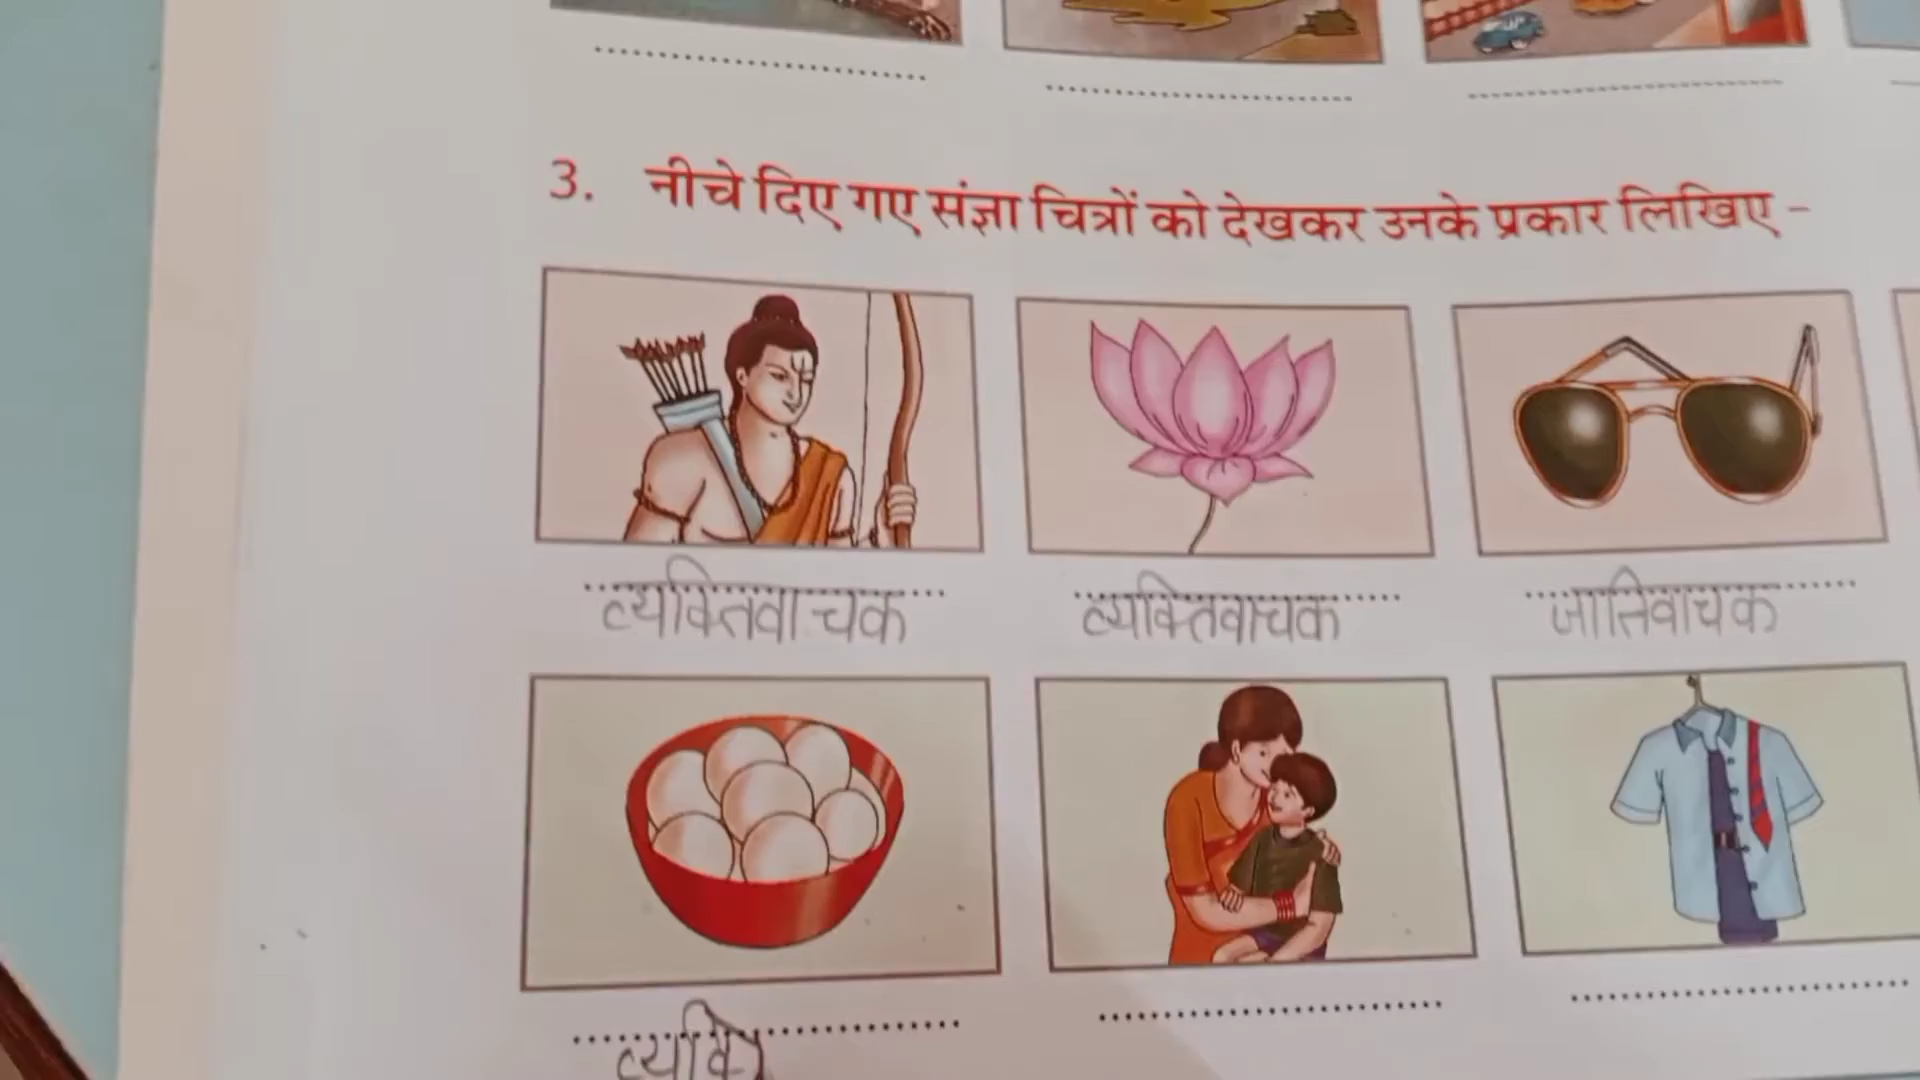 3. नीचे दिए गए संज्ञा चित्रों को देखकर उनके प्रकार लिखिए -
व्यक्तिवाचक व्यक्तिवाचक जातिवाचक